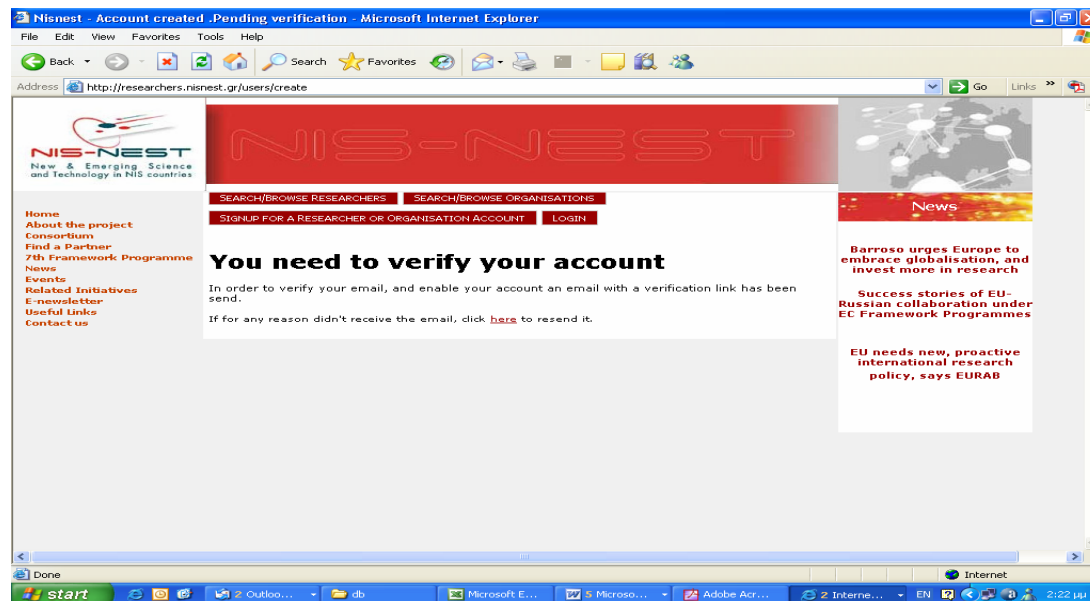 Nisnest - Account created .Pending verification - Microsoft Internet Explorer
File Edit View Favorites Tools Help
Back Search Favorites
Address http://researchers.nisnest.gr/users/create Go Links »
NIS-NEST
New & Emerging Science
and Technology in NIS countries
NIS-NEST
SEARCH/BROWSE RESEARCHERS SEARCH/BROWSE ORGANISATIONS
SIGNUP FOR A RESEARCHER OR ORGANISATION ACCOUNT LOGIN
Home
About the project
Consortium
Find a Partner
7th Framework Programme
News
Events
Related Initiatives
E-newsletter
Useful Links
Contact us
You need to verify your account
In order to verify your email, and enable your account an email with a verification link has been
send.
If for any reason didn't receive the email, click here to resend it.
News
Barroso urges Europe to
embrace globalisation, and
invest more in research
Success stories of EU-
Russian collaboration under
EC Framework Programmes
EU needs new, proactive
international research
policy, says EURAB
Done Internet
start 2 Outloo... db Microsoft E... 5 Microso... Adobe Acr... 2 Interne... EN 2:22 μμ